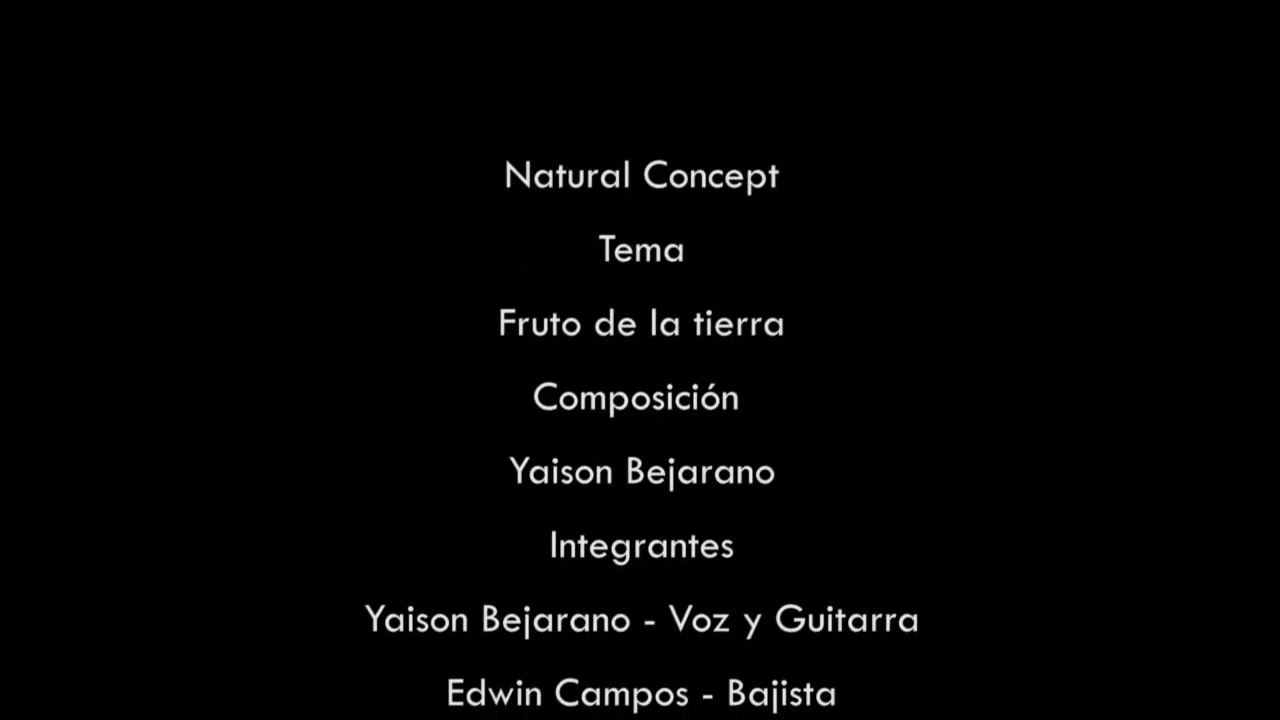 Natural Concept
Tema
Fruto de la tierra
Composición
Yaison Bejarano
Integrantes
Yaison Bejarano - Voz y Guitarra
Edwin Campos - Bajista